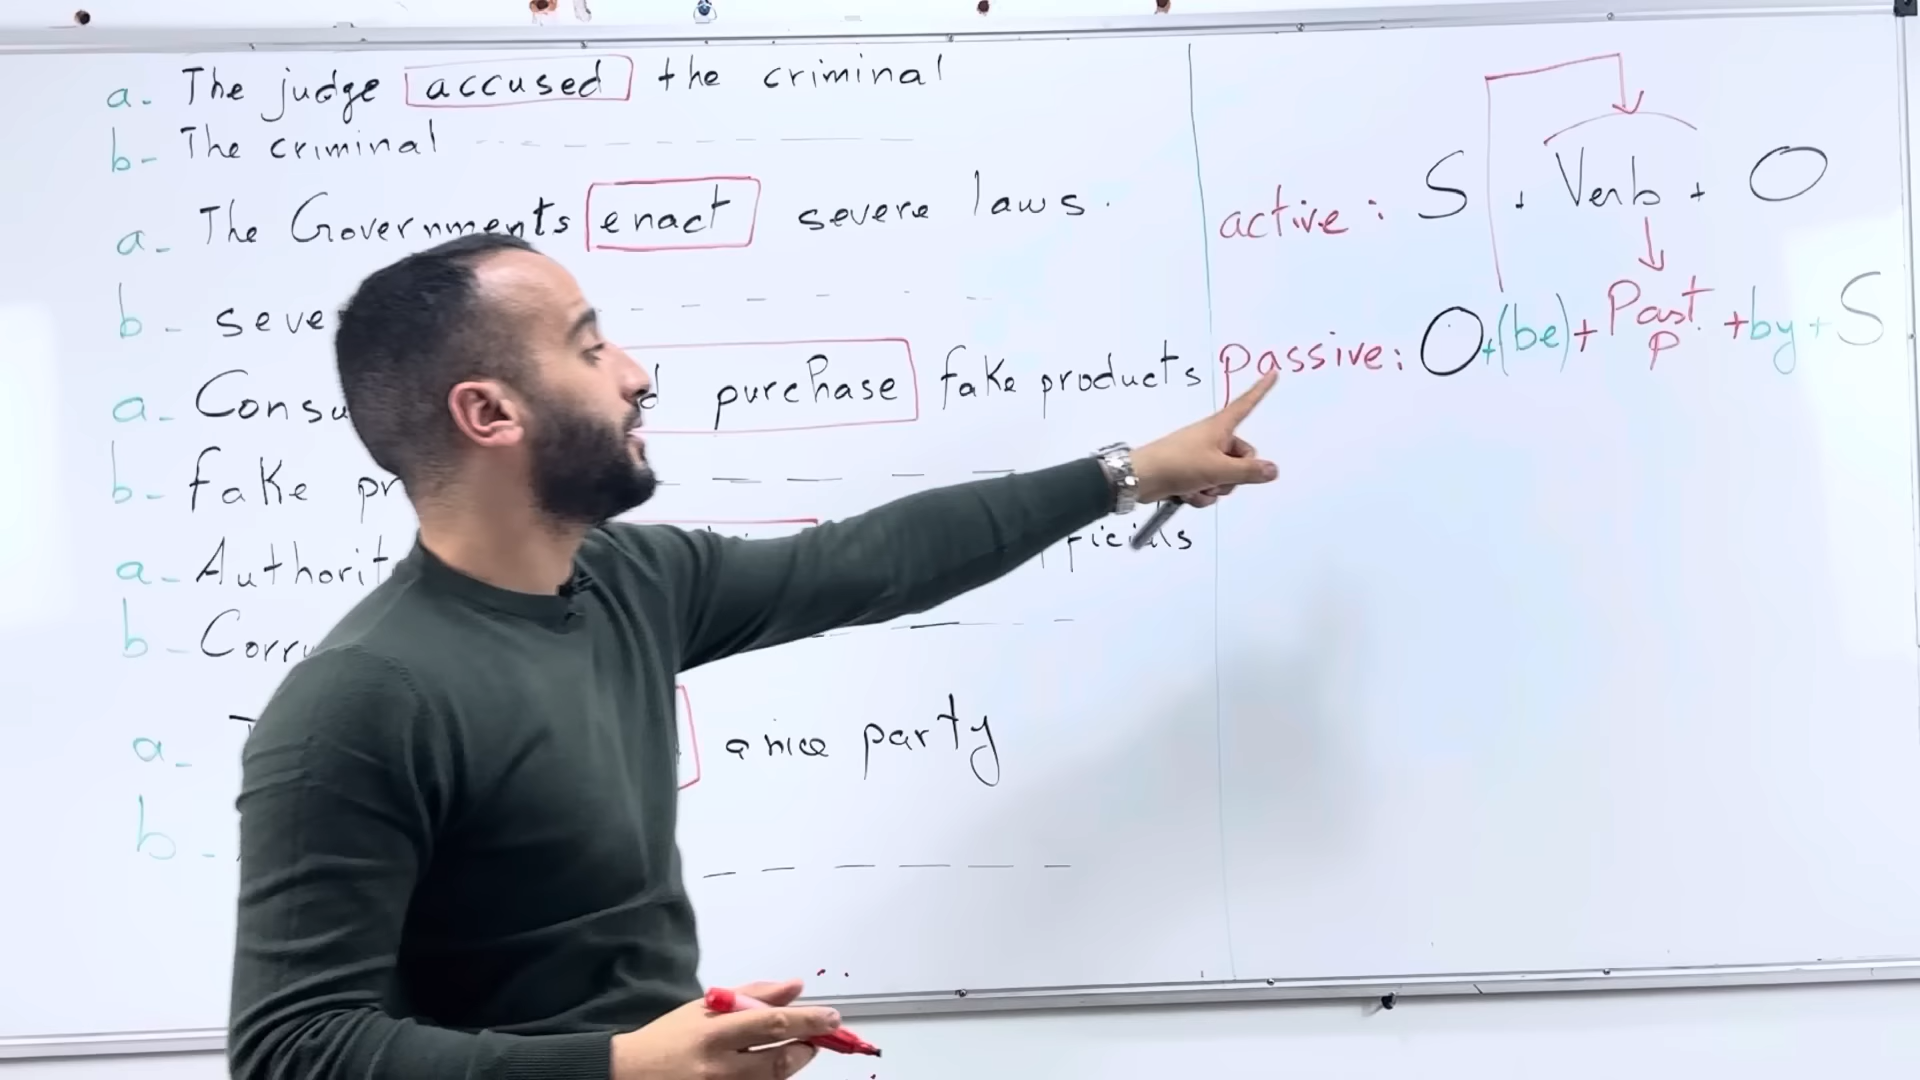 a. The judge accused the criminal
b- The criminal
a- The Governments enact severe laws.
b- seve
a- Consu d purchase fake products
b- fake pr
a- Authorit ficials
b- Corru
a- a nice party
b-
active: S + Verb + O
passive: O+(be)+ Past P +by+ S